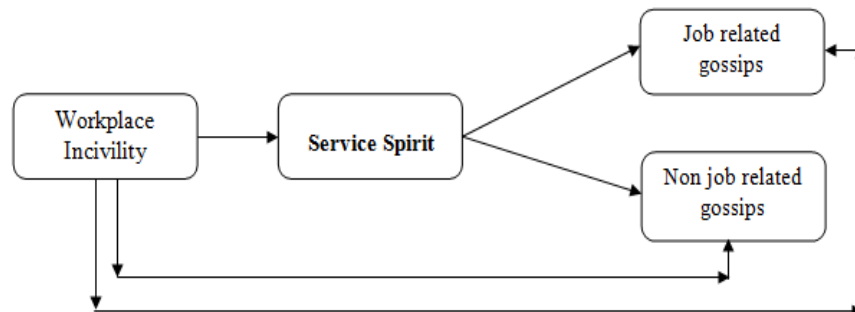 Job related
gossips
Workplace
Incivility
Service Spirit
Non job related
gossips